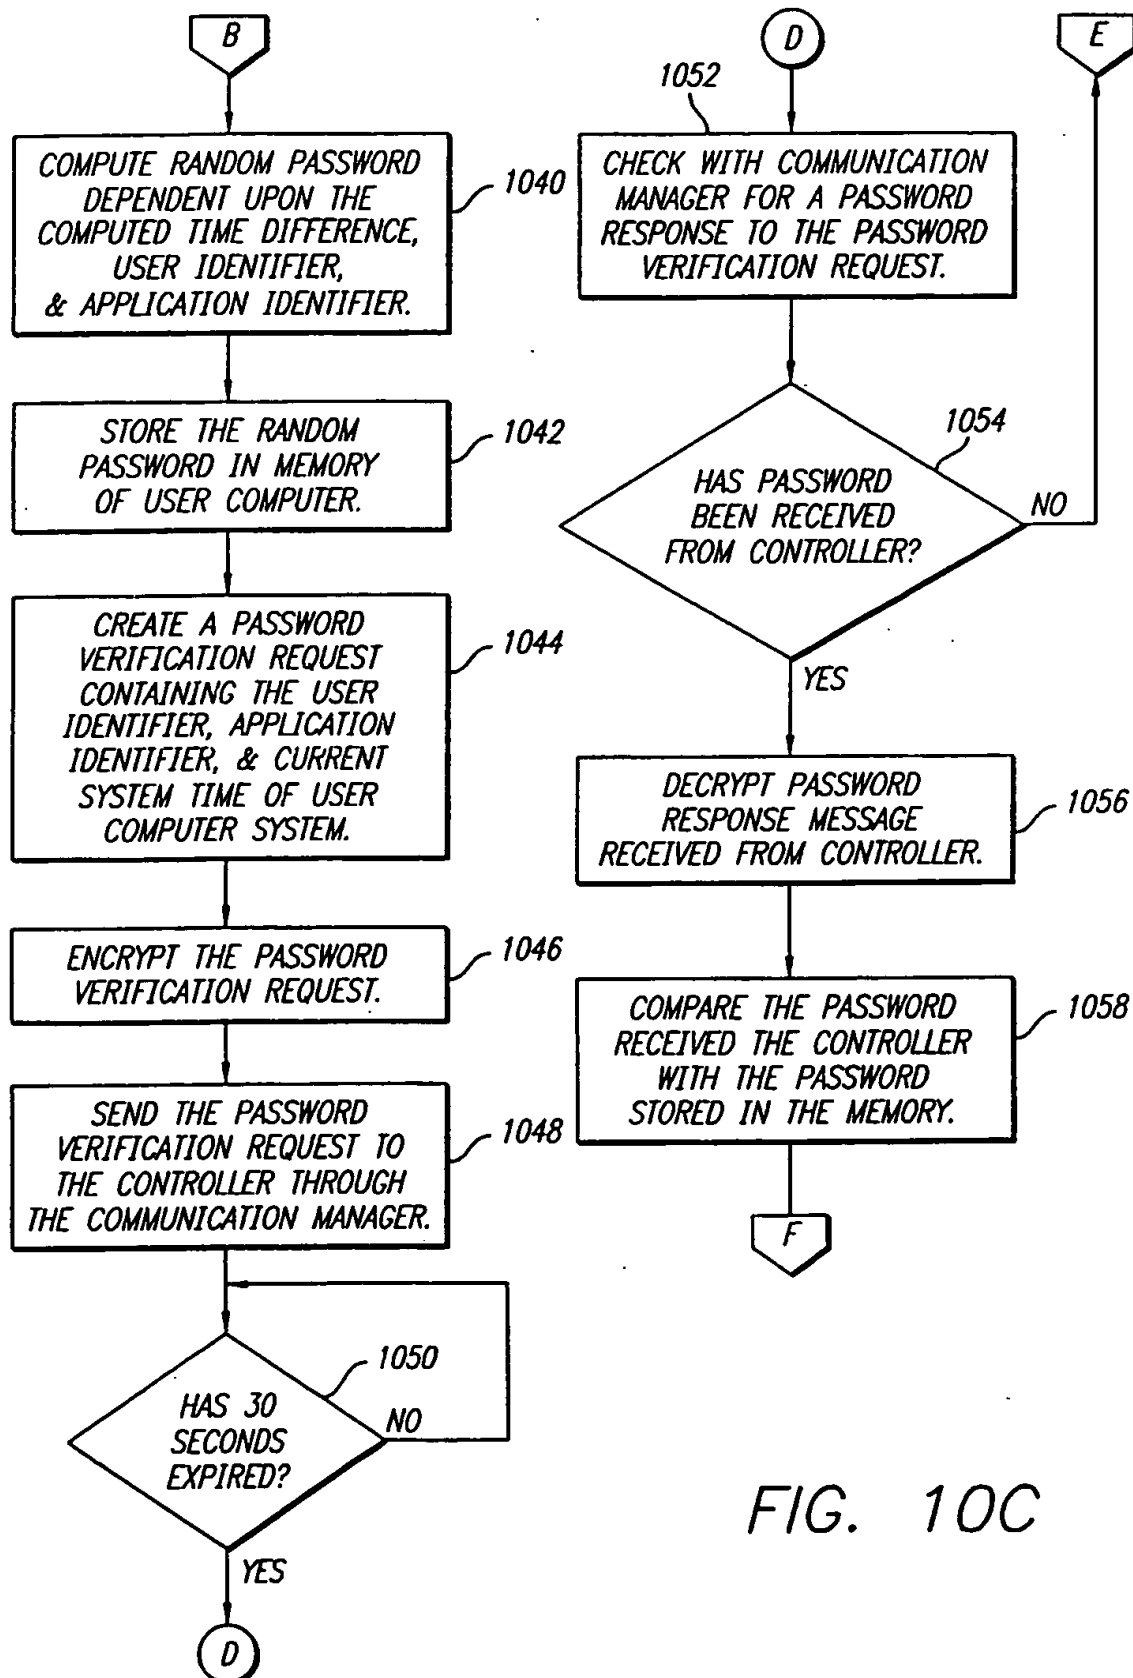 B
COMPUTE RANDOM PASSWORD
DEPENDENT UPON THE
COMPUTED TIME DIFFERENCE,
USER IDENTIFIER,
& APPLICATION IDENTIFIER.
1040
STORE THE RANDOM
PASSWORD IN MEMORY
OF USER COMPUTER.
1042
CREATE A PASSWORD
VERIFICATION REQUEST
CONTAINING THE USER
IDENTIFIER, APPLICATION
IDENTIFIER, & CURRENT
SYSTEM TIME OF USER
COMPUTER SYSTEM.
1044
ENCRYPT THE PASSWORD
VERIFICATION REQUEST.
1046
SEND THE PASSWORD
VERIFICATION REQUEST TO
THE CONTROLLER THROUGH
THE COMMUNICATION MANAGER.
1048
HAS 30
SECONDS
EXPIRED?
1050
NO
YES
D
D
1052
CHECK WITH COMMUNICATION
MANAGER FOR A PASSWORD
RESPONSE TO THE PASSWORD
VERIFICATION REQUEST.
E
HAS PASSWORD
BEEN RECEIVED
FROM CONTROLLER?
1054
NO
YES
DECRYPT PASSWORD
RESPONSE MESSAGE
RECEIVED FROM CONTROLLER.
1056
COMPARE THE PASSWORD
RECEIVED THE CONTROLLER
WITH THE PASSWORD
STORED IN THE MEMORY.
1058
F
FIG. 10C